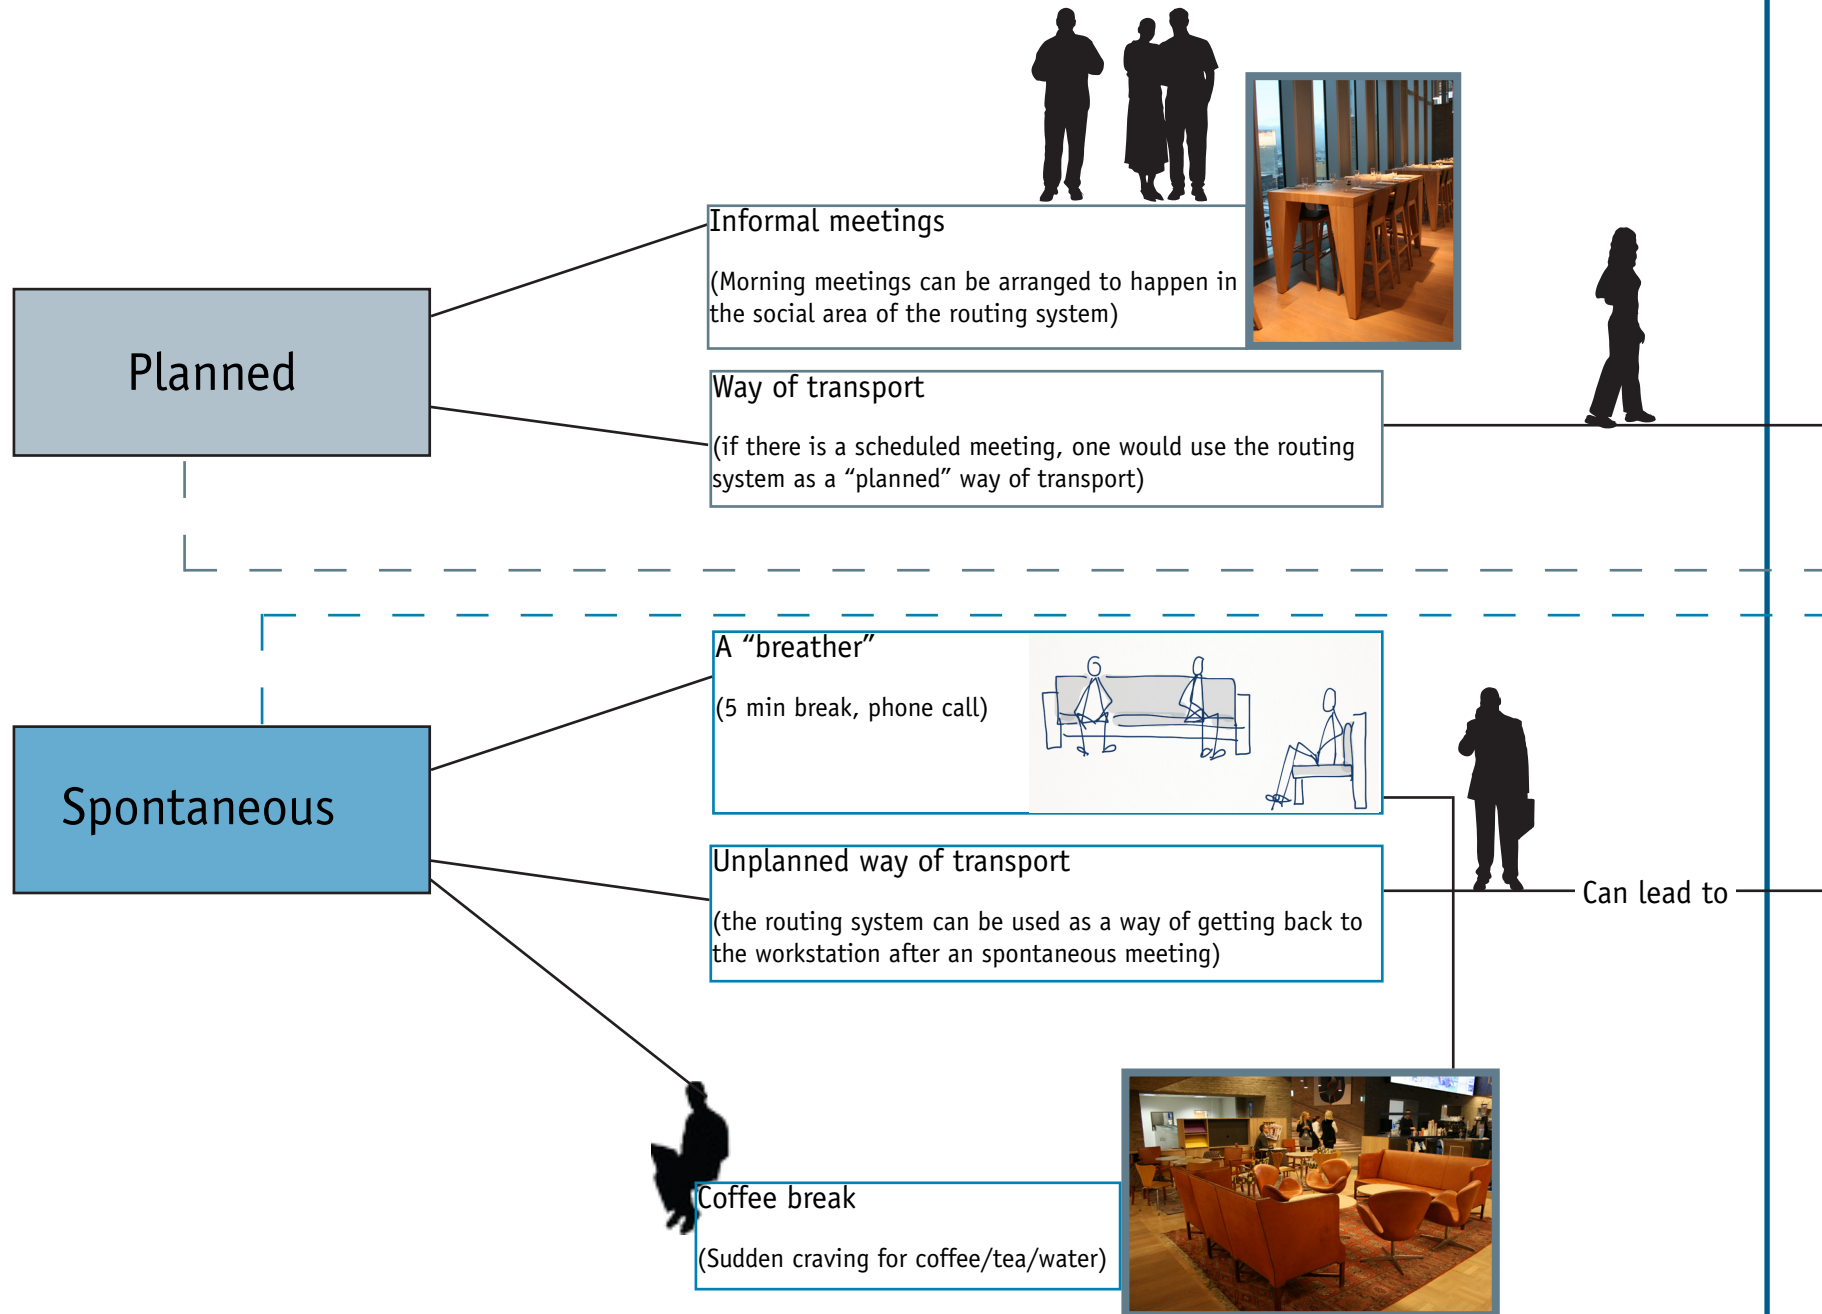 Planned
Informal meetings
(Morning meetings can be arranged to happen in
the social area of the routing system)
Way of transport
(if there is a scheduled meeting, one would use the routing
system as a “planned” way of transport)
Spontaneous
A “breather”
(5 min break, phone call)
Unplanned way of transport
(the routing system can be used as a way of getting back to
the workstation after an spontaneous meeting)
Can lead to
Coffee break
(Sudden craving for coffee/tea/water)